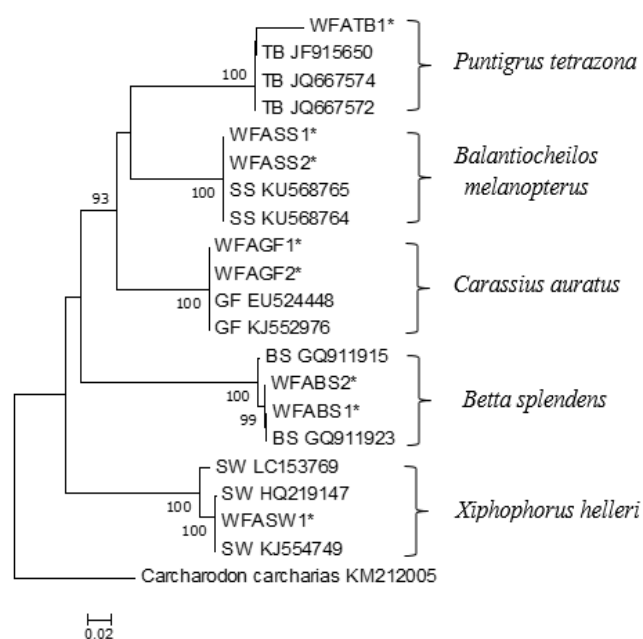 WFATB1*
TB JF915650
100
TB JQ667574
TB JQ667572
Puntigrus tetrazona
WFASS1*
WFASS2*
100
SS KU568765
SS KU568764
Balantiocheilos
melanopterus
93
WFAGF1*
WFAGF2*
100
GF EU524448
GF KJ552976
Carassius auratus
BS GQ911915
100
WFABS2*
99
WFABS1*
BS GQ911923
Betta splendens
SW LC153769
100
SW HQ219147
100
WFASW1*
SW KJ554749
Xiphophorus helleri
Carcharodon carcharias KM212005
0.02